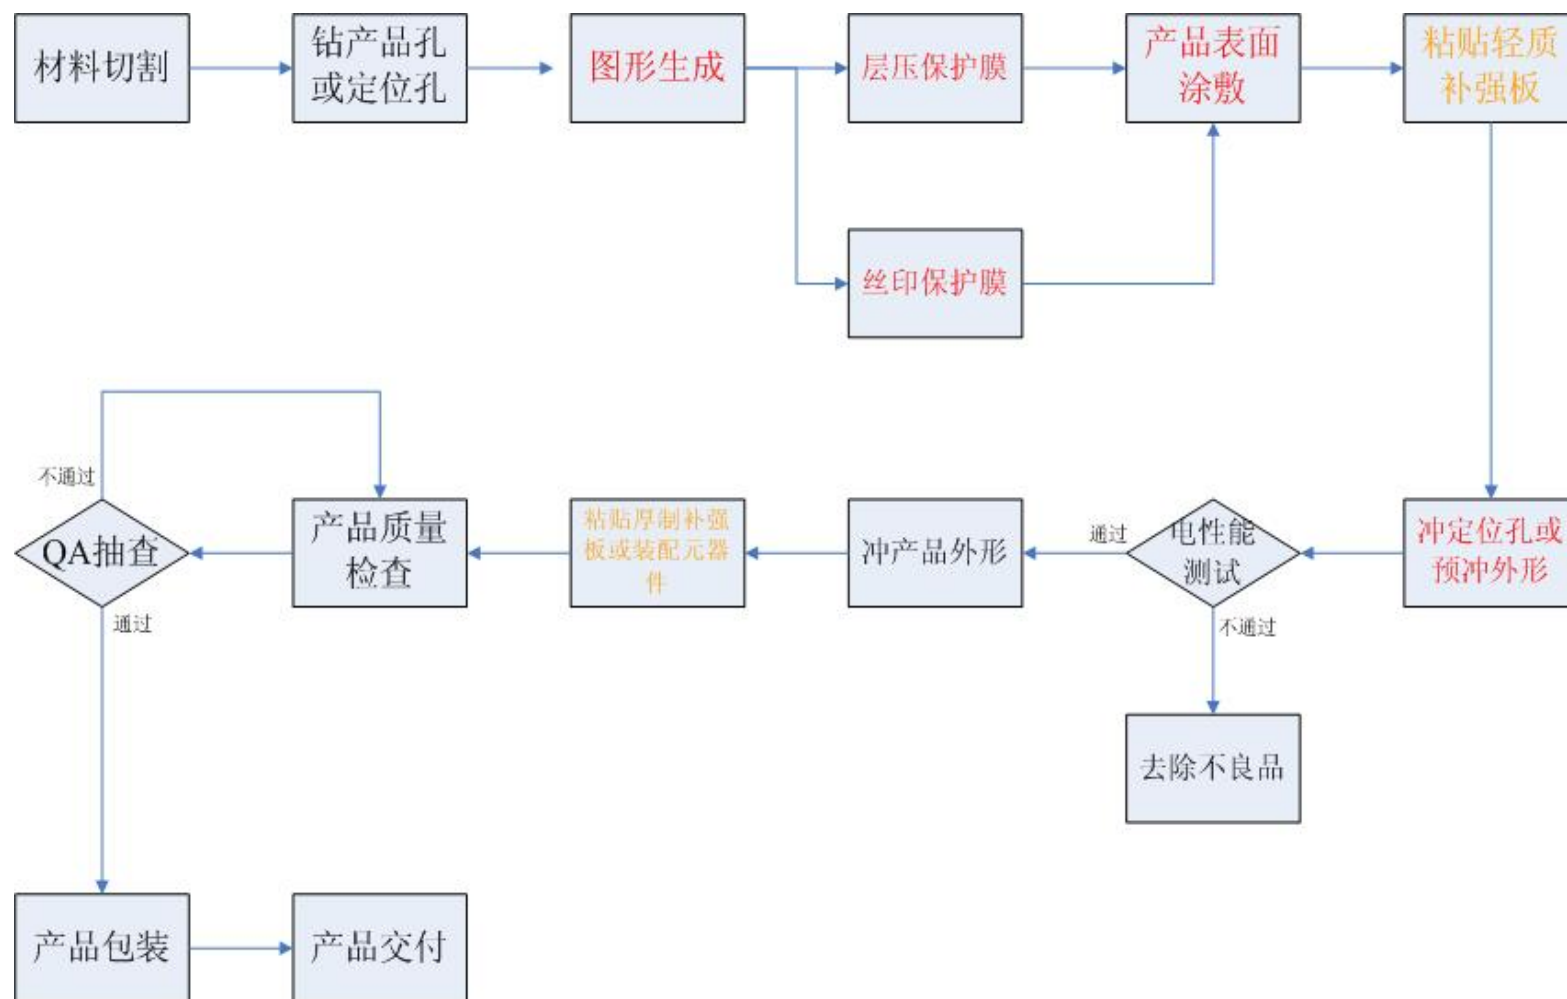 材料切割
钻产品孔
或定位孔
图形生成
层压保护膜
产品表面
涂敷
粘贴轻质
补强板
丝印保护膜
不通过
QA抽查
通过
产品质量
检查
粘贴厚制补强
板或装配元器
件
冲产品外形
通过
电性能
测试
不通过
冲定位孔或
预冲外形
去除不良品
产品包装
产品交付